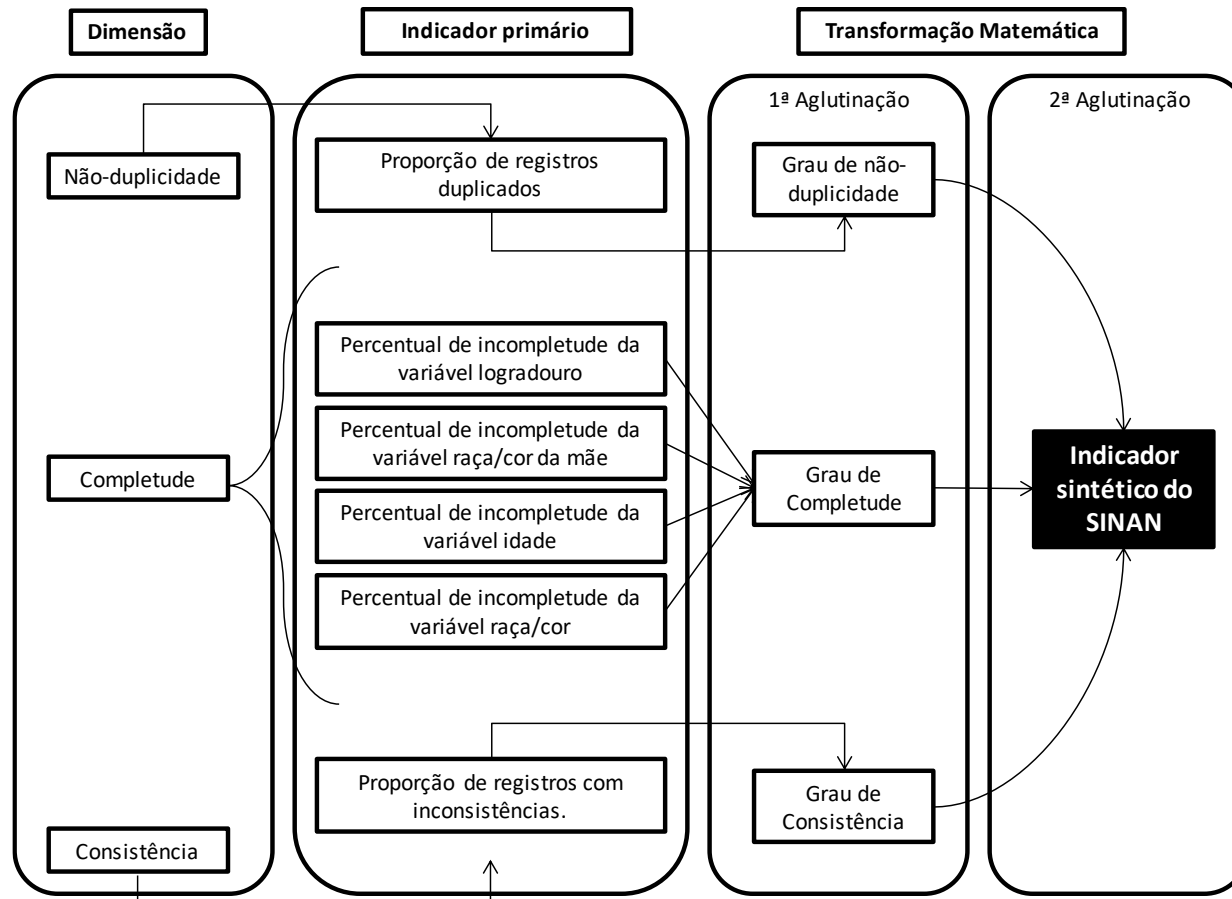 Dimensão
Indicador primário
Transformação Matemática
1ª Aglutinação
2ª Aglutinação
Não-duplicidade
Proporção de registros
duplicados
Grau de não-
duplicidade
Percentual de incompletude da
variável logradouro
Percentual de incompletude da
variável raça/cor da mãe
Completude
Percentual de incompletude da
variável idade
Percentual de incompletude da
variável raça/cor
Grau de
Completude
Indicador
sintético do
SINAN
Proporção de registros com
inconsistências.
Grau de
Consistência
Consistência